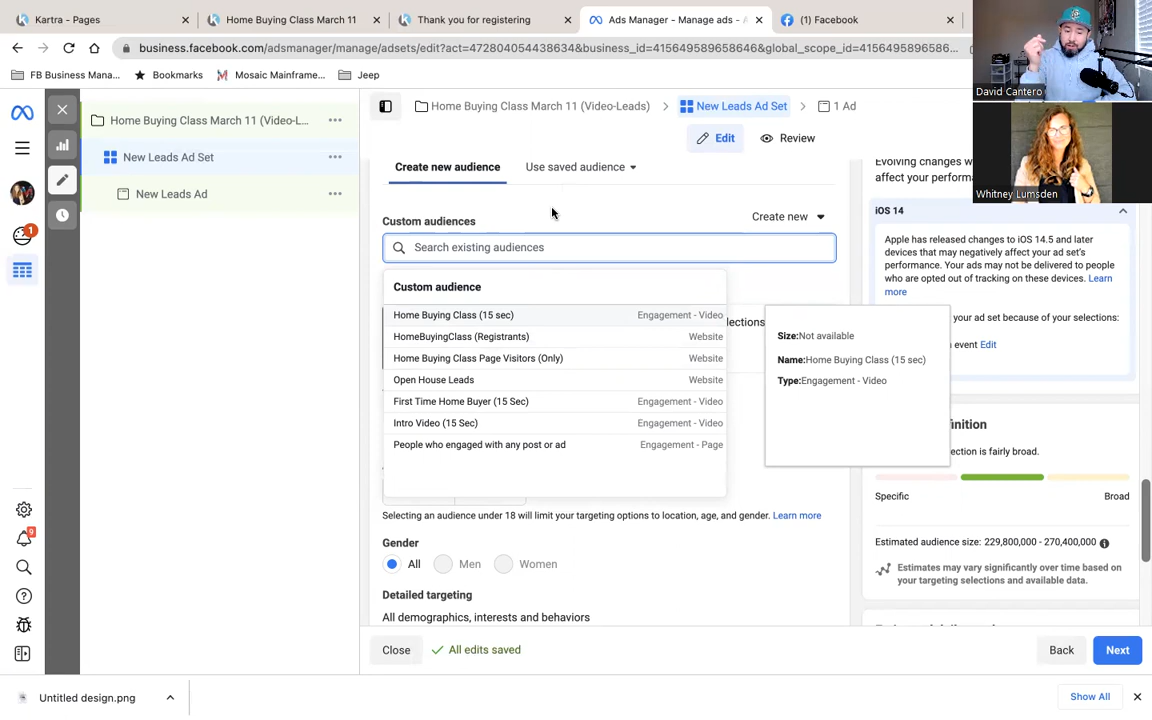 Kartra - Pages
Home Buying Class March 11
Thank you for registering
Ads Manager - Manage ads - A
(1) Facebook
business.facebook.com/adsmanager/manage/adsets/edit?act=472804054438634&business_id=415649589658646&global_scope_id=4156495896586...
FB Business Mana...
Bookmarks
Mosaic Mainframe...
Jeep
David Cantero
Whitney Lumsden
Home Buying Class March 11 (Video-L...
New Leads Ad Set
New Leads Ad
1
9
Home Buying Class March 11 (Video-Leads)
New Leads Ad Set
1 Ad
Edit
Review
Create new audience
Use saved audience
Custom audiences
Create new
Search existing audiences
Custom audience
Home Buying Class (15 sec) Engagement - Video
HomeBuyingClass (Registrants) Website
Home Buying Class Page Visitors (Only) Website
Open House Leads Website
First Time Home Buyer (15 Sec) Engagement - Video
Intro Video (15 Sec) Engagement - Video
People who engaged with any post or ad Engagement - Page
lections
Size:Not available
Name:Home Buying Class (15 sec)
Type:Engagement - Video
Selecting an audience under 18 will limit your targeting options to location, age, and gender. Learn more
Gender
All
Men
Women
Detailed targeting
All demographics, interests and behaviors
Evolving changes w
affect your perform
iOS 14
Apple has released changes to iOS 14.5 and later
devices that may negatively affect your ad set's
performance. Your ads may not be delivered to people
who are opted out of tracking on these devices. Learn
more
your ad set because of your selections:
event Edit
finition
ection is fairly broad.
Specific
Broad
Estimated audience size: 229,800,000 - 270,400,000
Estimates may vary significantly over time based on
your targeting selections and available data.
Close
All edits saved
Back
Next
Untitled design.png
Show All